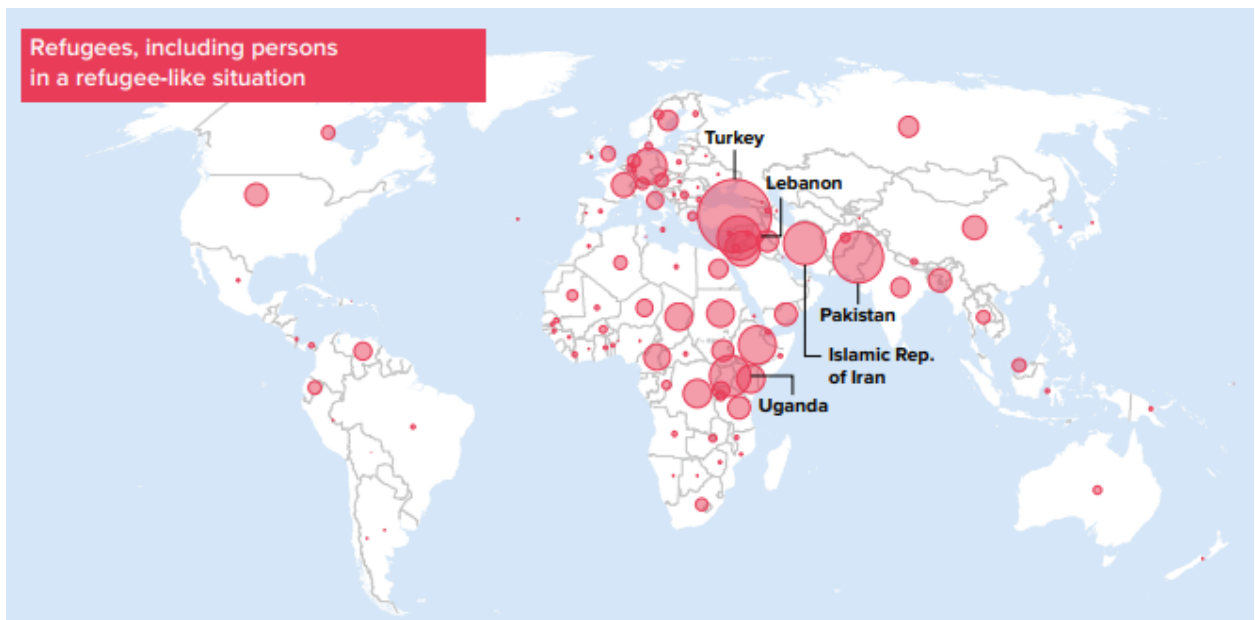 Refugees, including persons
in a refugee-like situation
Turkey
Lebanon
Pakistan
Islamic Rep.
of Iran
Uganda